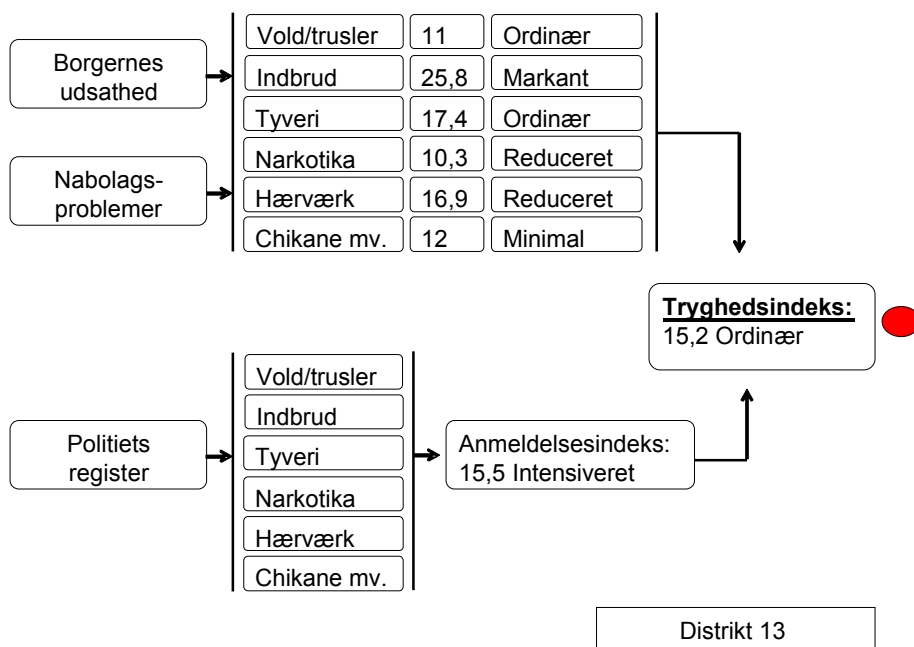 Borgernes
udsathed
Nabolags-
problemer
Vold/trusler 11 Ordinær
Indbrud 25,8 Markant
Tyveri 17,4 Ordinær
Narkotika 10,3 Reduceret
Hærværk 16,9 Reduceret
Chikane mv. 12 Minimal
Tryghedsindeks:
15,2 Ordinær
Politiets
register
Vold/trusler
Indbrud
Tyveri
Narkotika
Hærværk
Chikane mv.
Anmeldelsesindeks:
15,5 Intensiveret
Distrikt 13